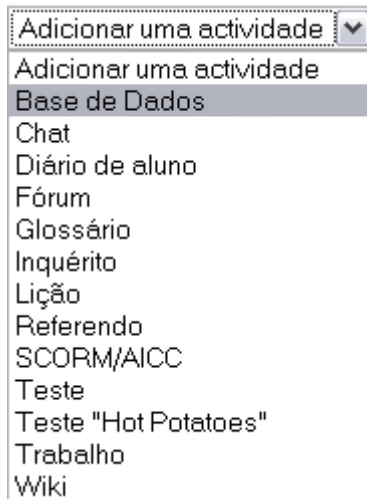 Adicionar uma actividade
Adicionar uma actividade
Base de Dados
Chat
Diário de aluno
Fórum
Glossário
Inquérito
Lição
Referendo
SCORM/AICC
Teste
Teste "Hot Potatoes"
Trabalho
Wiki